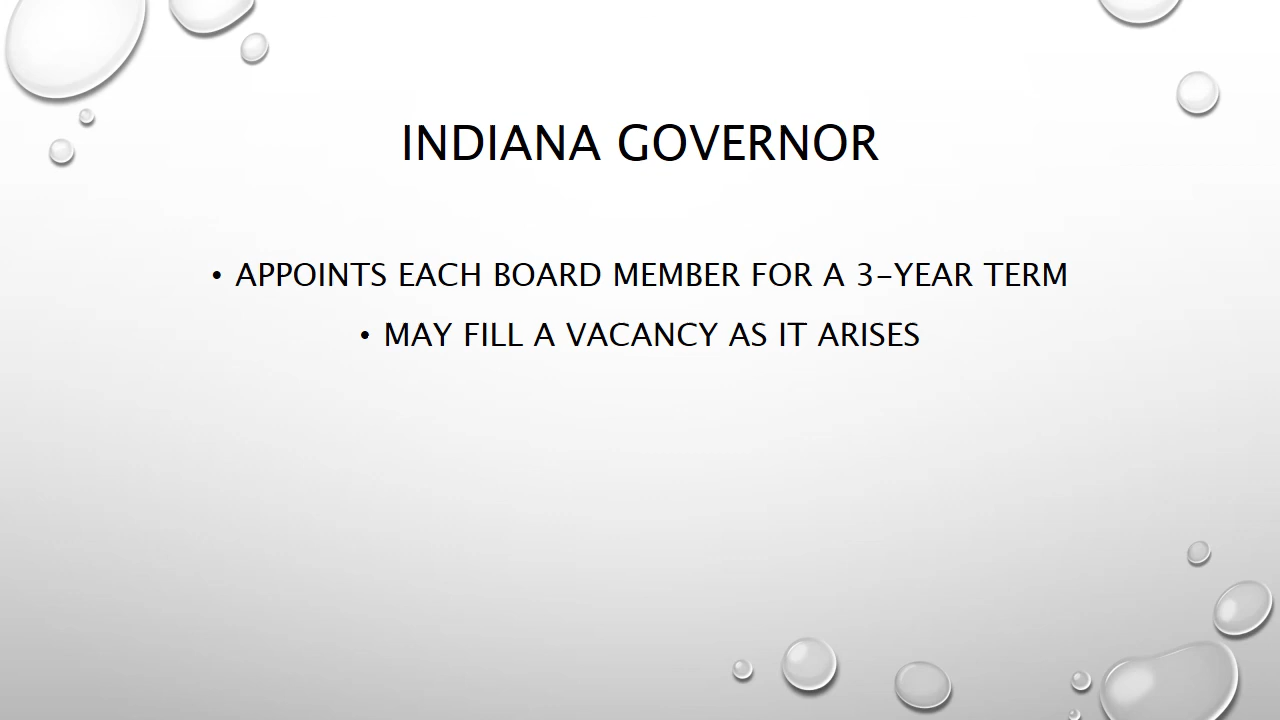 INDIANA GOVERNOR
• APPOINTS EACH BOARD MEMBER FOR A 3-YEAR TERM
• MAY FILL A VACANCY AS IT ARISES